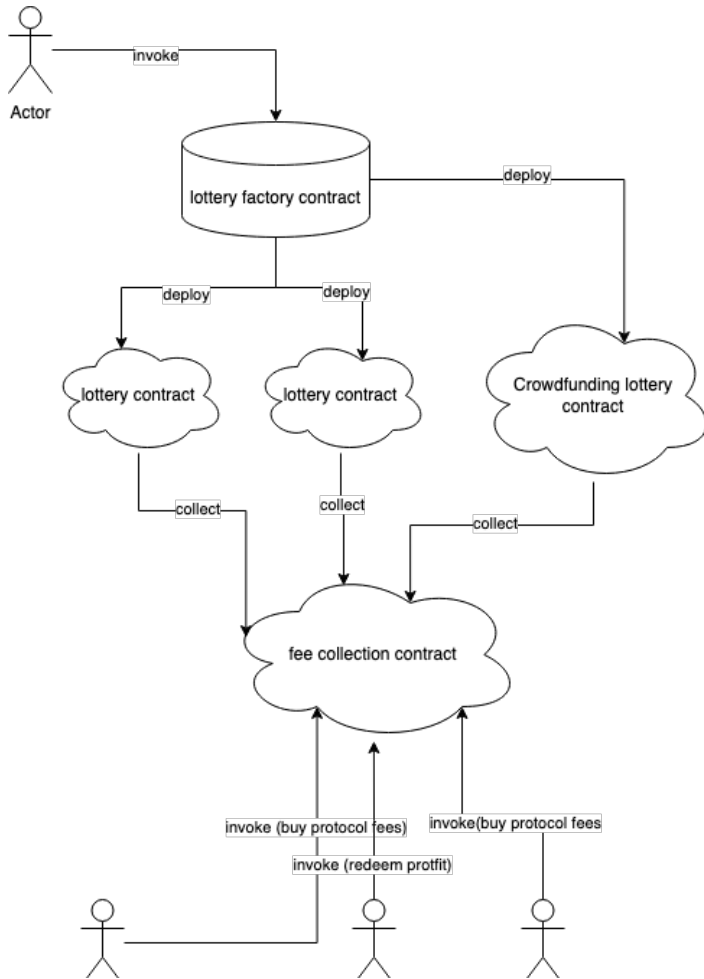 invoke
Actor
lottery factory contract
deploy
deploy
deploy
lottery contract
lottery contract
Crowdfunding lottery
contract
collect
collect
collect
fee collection contract
invoke (buy protocol fees)
invoke(buy protocol fees
invoke (redeem protfit)